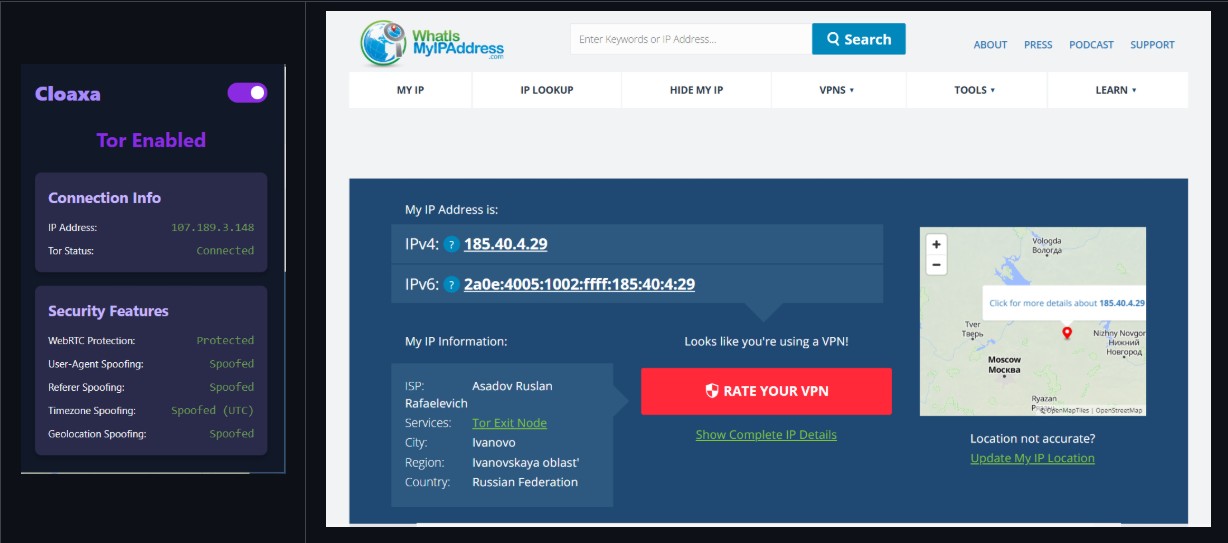 Cloaxa
Tor Enabled
Connection Info
IP Address: 107.189.3.148
Tor Status: Connected
Security Features
WebRTC Protection: Protected
User-Agent Spoofing: Spoofed
Referer Spoofing: Spoofed
Timezone Spoofing: Spoofed (UTC)
Geolocation Spoofing: Spoofed
WhatIs
MyIPAddress
.com
Enter Keywords or IP Address...
Search
ABOUT PRESS PODCAST SUPPORT
MY IP IP LOOKUP HIDE MY IP VPNS ▾ TOOLS ▾ LEARN ▾
My IP Address is:
IPv4: ? 185.40.4.29
IPv6: ? 2a0e:4005:1002:ffff:185:40:4:29
My IP Information:
ISP: Asadov Ruslan
Rafaelevich
Services: Tor Exit Node
City: Ivanovo
Region: Ivanovskaya oblast'
Country: Russian Federation
Looks like you're using a VPN!
RATE YOUR VPN
Show Complete IP Details
+
−
Vologda
Вологда
Click for more details about 185.40.4.29
Tver
Тверь
Nizhny Novgor
Нижний
Новгород
Moscow
Москва
Ryazan
© OpenMapTiles | OpenStreetMap
Location not accurate?
Update My IP Location